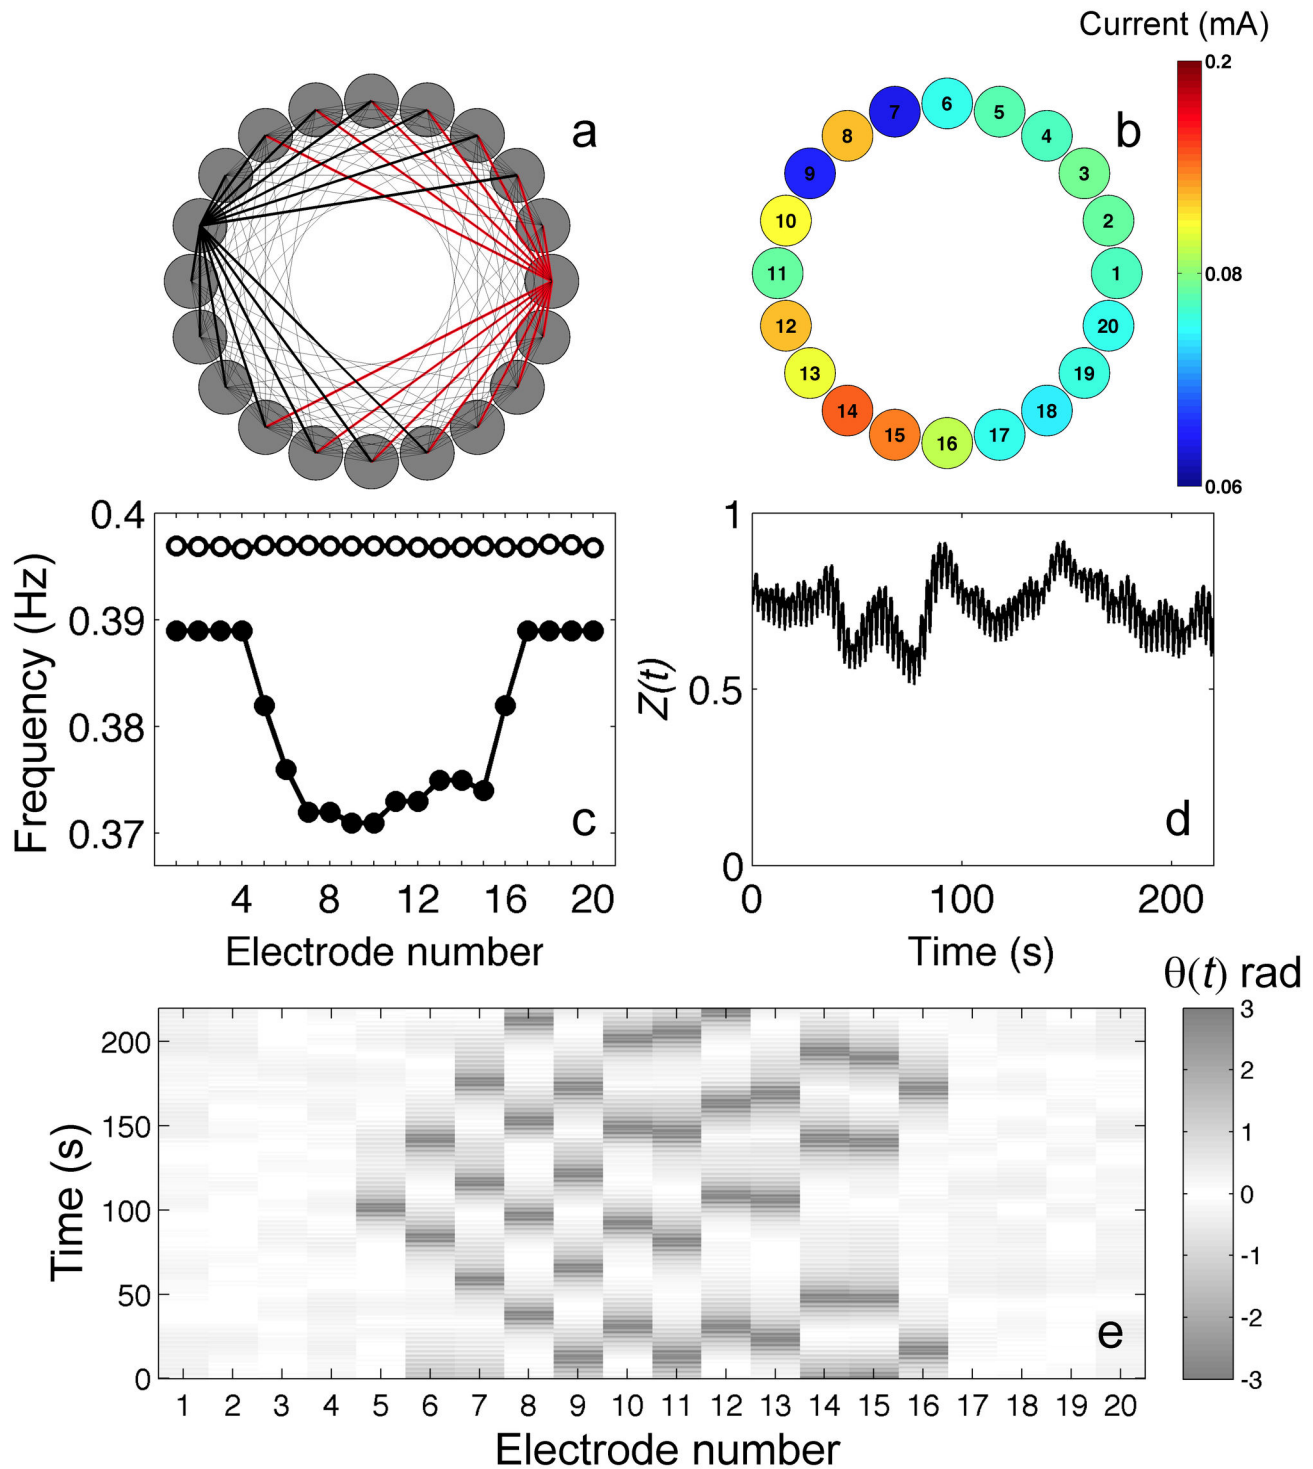 Current (mA)
a
b
0.2
0.08
0.06
1
2
3
4
5
6
7
8
9
10
11
12
13
14
15
16
17
18
19
20
0.4
0.39
0.38
0.37
Frequency (Hz)
c
4 8 12 16 20
Electrode number
1
0.5
0
Z(t)
d
0 100 200
Time (s)
θ(t) rad
200
150
100
50
0
Time (s)
e
3
2
1
0
-1
-2
-3
1 2 3 4 5 6 7 8 9 10 11 12 13 14 15 16 17 18 19 20
Electrode number